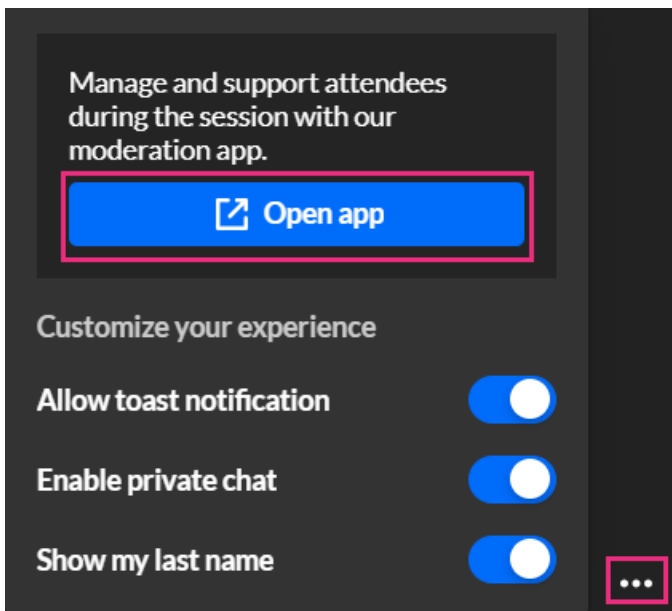 Manage and support attendees
during the session with our
moderation app.
Open app
Customize your experience
Allow toast notification
Enable private chat
Show my last name